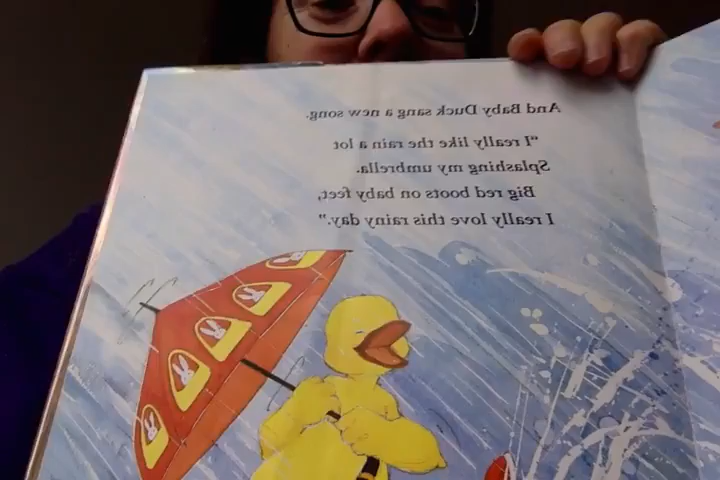 And Baby Duck sang a new song.
"I really like the rain a lot
Splashing my umbrella.
Big red boots on baby feet,
I really love this rainy day."